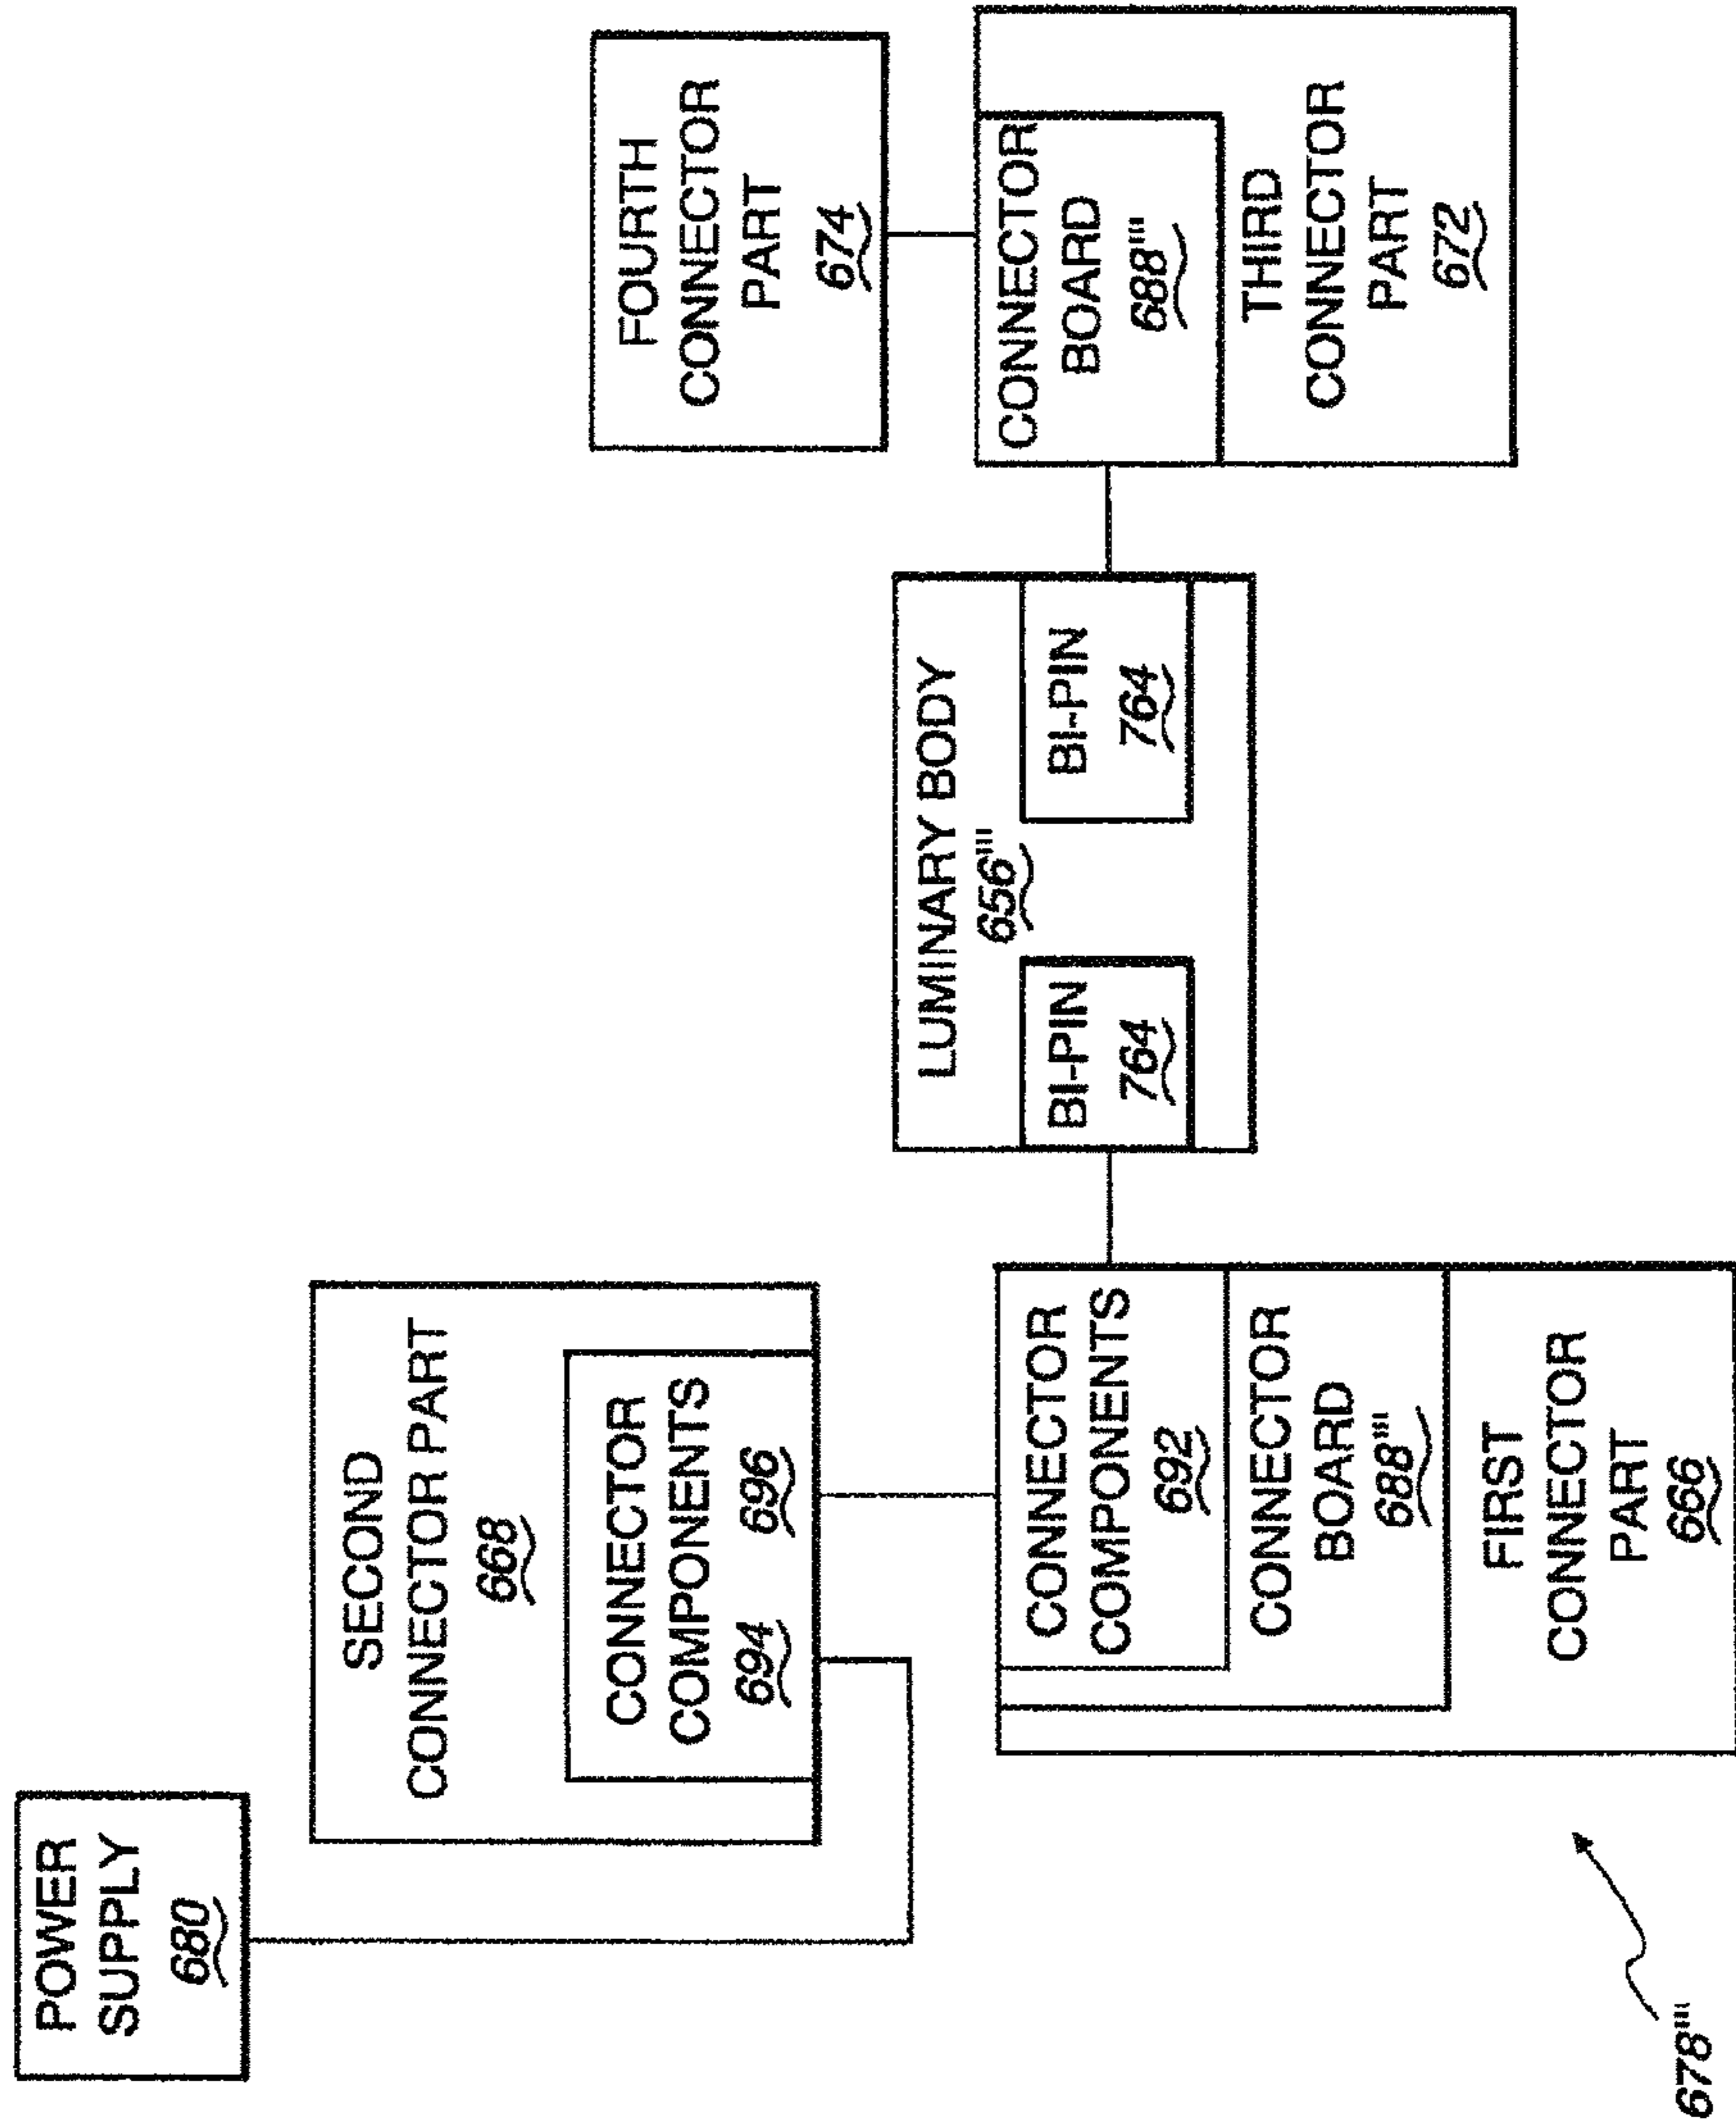 POWER
SUPPLY
680
SECOND
CONNECTOR PART
668
CONNECTOR
COMPONENTS
694 696
FOURTH
CONNECTOR
PART
674
LUMINARY BODY
656'''
BI-PIN
764
BI-PIN
764
CONNECTOR
COMPONENTS
692
CONNECTOR
BOARD
688'''
FIRST
CONNECTOR
PART
666
CONNECTOR
BOARD
688'''
THIRD
CONNECTOR
PART
672
678'''